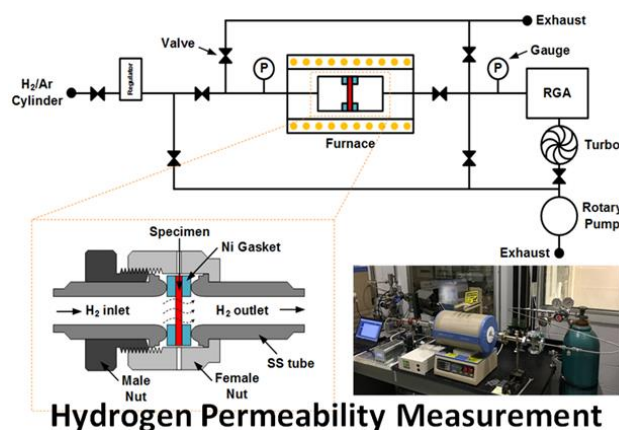 Exhaust
Valve
Gauge
P
P
H₂/Ar
Cylinder
Regulator
RGA
Furnace
Turbo
Specimen
Ni Gasket
Rotary
Pump
Exhaust
H₂ inlet
H₂ outlet
SS tube
Male
Nut
Female
Nut
Hydrogen Permeability Measurement